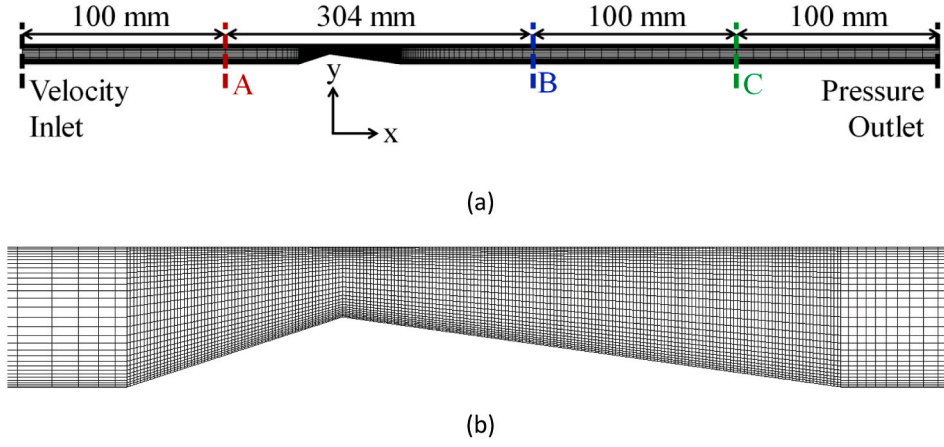 100 mm 304 mm 100 mm 100 mm
A B C
Velocity Inlet
y
x
Pressure Outlet
(a)
(b)